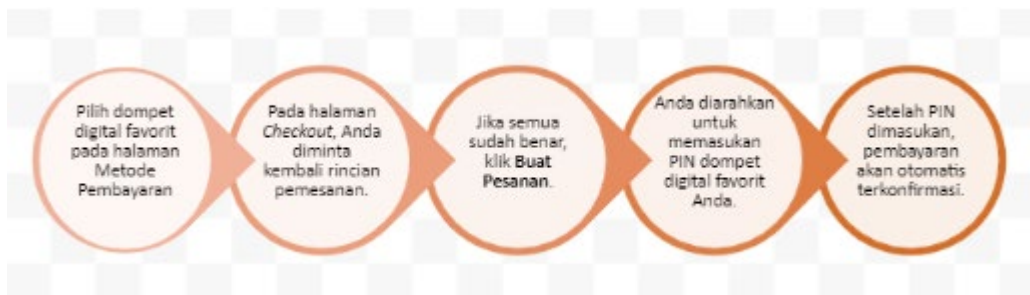 Pilih dompet
digital favorit
pada halaman
Metode
Pembayaran
Pada halaman
Checkout, Anda
diminta
kembali rincian
pemesanan.
Jika semua
sudah benar,
klik Buat
Pesanan.
Anda diarahkan
untuk
memasukan
PIN dompet
digital favorit
Anda.
Setelah PIN
dimasukan,
pembayaran
akan otomatis
terkonfirmasi.